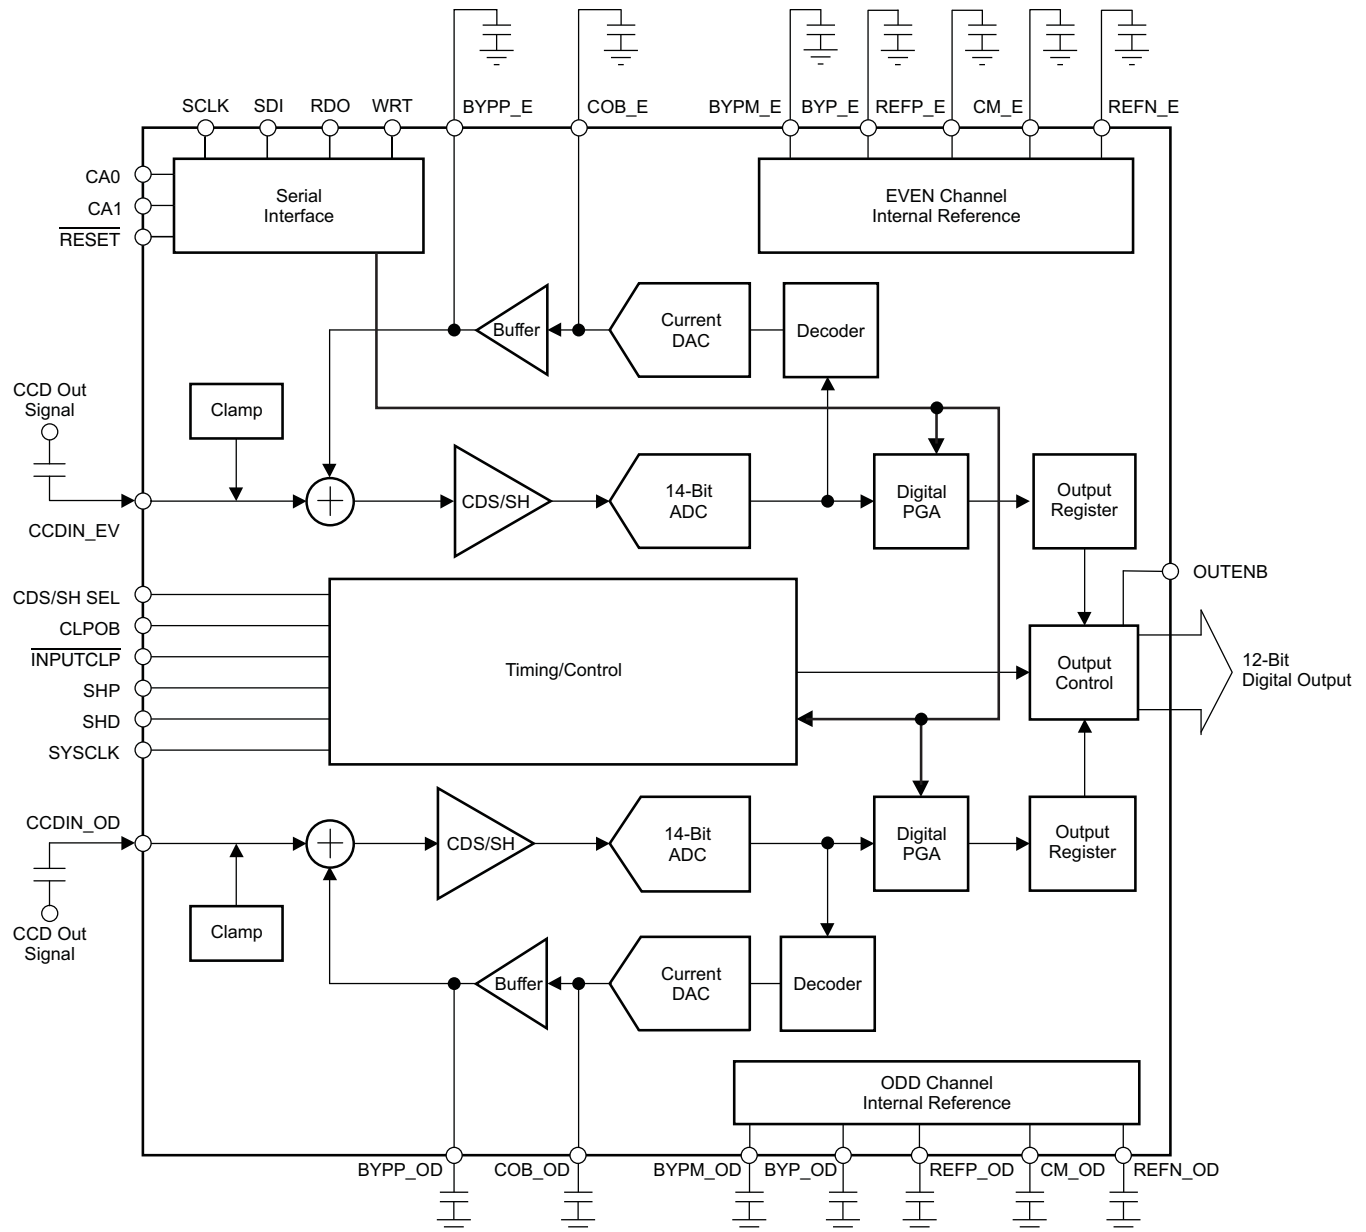 SCLK SDI RDO WRT BYPP_E COB_E BYPM_E BYP_E REFP_E CM_E REFN_E
CA0
CA1
RESET
Serial
Interface
EVEN Channel
Internal Reference
Buffer
Current
DAC
Decoder
CCD Out
Signal
Clamp
CCDIN_EV
CDS/SH
14-Bit
ADC
Digital
PGA
Output
Register
OUTENB
CDS/SH SEL
CLPOB
INPUTCLP
SHP
SHD
SYSCLK
Timing/Control
Output
Control
12-Bit
Digital Output
CCDIN_OD
CDS/SH
14-Bit
ADC
Digital
PGA
Output
Register
CCD Out
Signal
Clamp
Buffer
Current
DAC
Decoder
ODD Channel
Internal Reference
BYPP_OD COB_OD BYPM_OD BYP_OD REFP_OD CM_OD REFN_OD